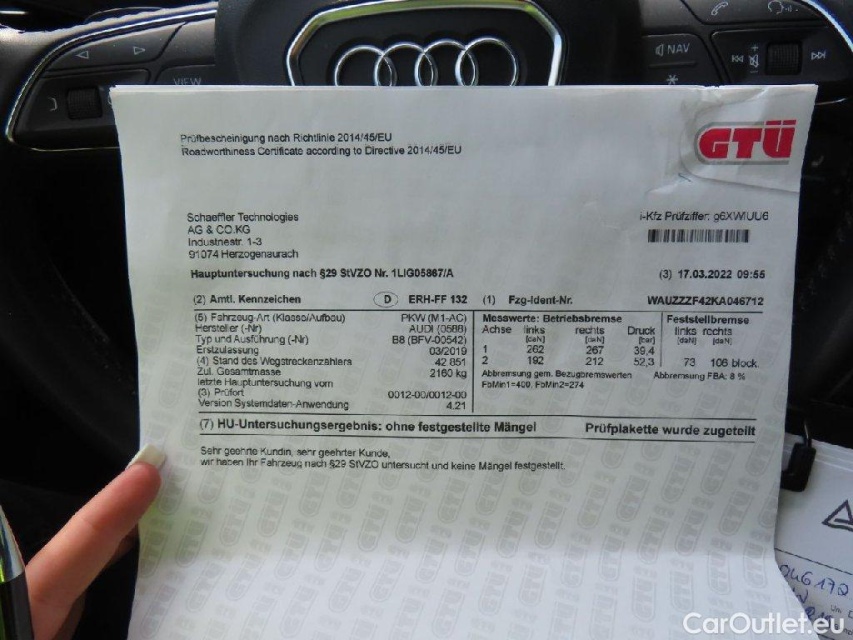 NAV
VIEW
Prüfbescheinigung nach Richtlinie 2014/45/EU
Roadworthiness Certificate according to Directive 2014/45/EU
GTÜ
Schaeffler Technologies
AG & CO.KG
Industriestr. 1-3
91074 Herzogenaurach
i-Kfz Prüfziffer: g6XWIUU6
Hauptuntersuchung nach §29 StVZO Nr. 1LIG05867/A
(3) 17.03.2022 09:55
(2) Amtl. Kennzeichen D ERH-FF 132 (1) Fzg-Ident-Nr. WAUZZZF42KA046712
(5) Fahrzeug-Art (Klasse/Aufbau) PKW (M1-AC)
Hersteller (-Nr) AUDI (0588)
Typ und Ausführung (-Nr) B8 (BFV-00542)
Erstzulassung 03/2019
(4) Stand des Wegstreckenzählers 42 851
Zul. Gesamtmasse 2160 kg
letzte Hauptuntersuchung vom
(3) Prüfort 0012-00/0012-00
Version Systemdaten-Anwendung 4.21
Messwerte: Betriebsbremse Feststellbremse
Achse links rechts Druck links rechts
[daN] [daN] [bar] [daN] [daN]
1 262 267 39,4
2 192 212 52,3 73 106 block.
Abbremsung gem. Bezugbremswerten Abbremsung FBA: 8 %
FbMin1=400, FbMin2=274
(7) HU-Untersuchungsergebnis: ohne festgestellte Mängel Prüfplakette wurde zugeteilt
Sehr geehrte Kundin, sehr geehrter Kunde,
wir haben Ihr Fahrzeug nach §29 StVZO untersucht und keine Mängel festgestellt.
CarOutlet.eu